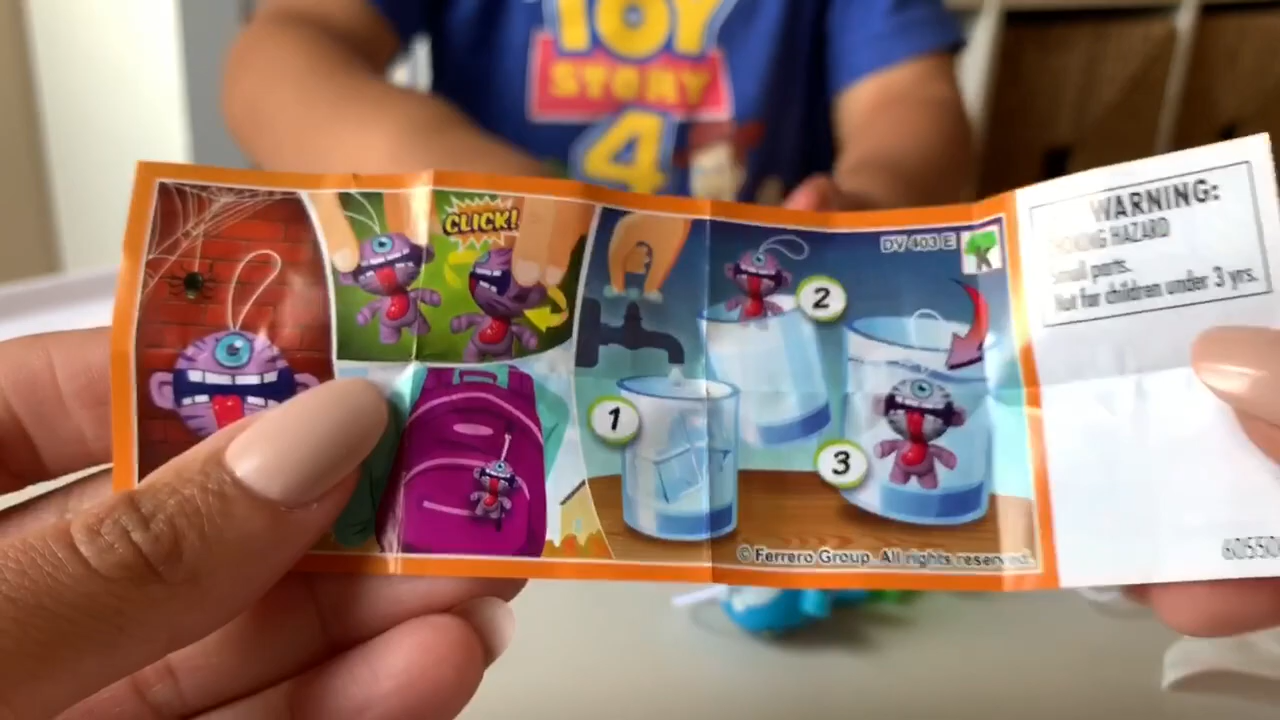 TOY
STORY
4
CLICK!
DV 403 E
1
2
3
© Ferrero Group. All rights reserved.
WARNING:
HAZARD
Small parts.
Not for children under 3 yrs.